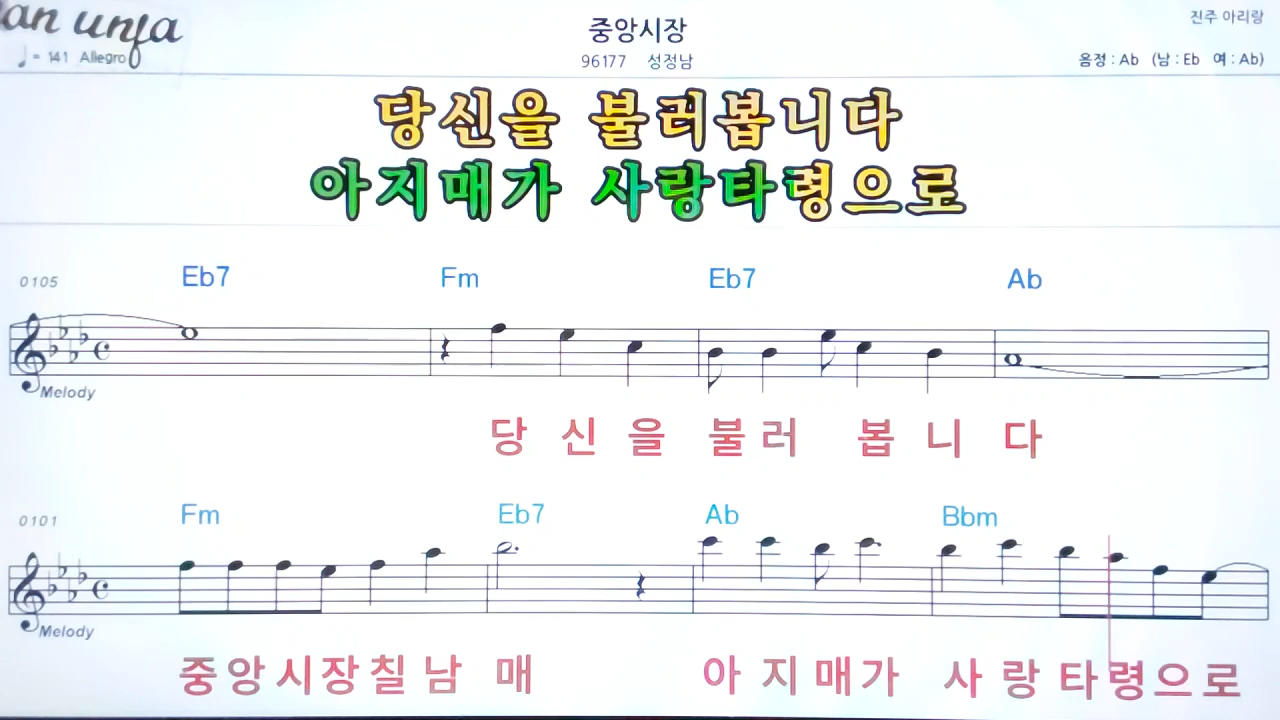 중앙시장
진주 아리랑
♩= 141 Allegro
96177 성정남
음정 : Ab (남 : Eb 여 : Ab)
당신을 불러봅니다
아지매가 사랑타령으로
0105 Eb7 Fm Eb7 Ab
Melody
당 신 을 불 러 봅 니 다
0101 Fm Eb7 Ab Bbm
Melody
중 앙 시 장 칠 남 매 아 지 매 가 사 랑 타 령 으 로